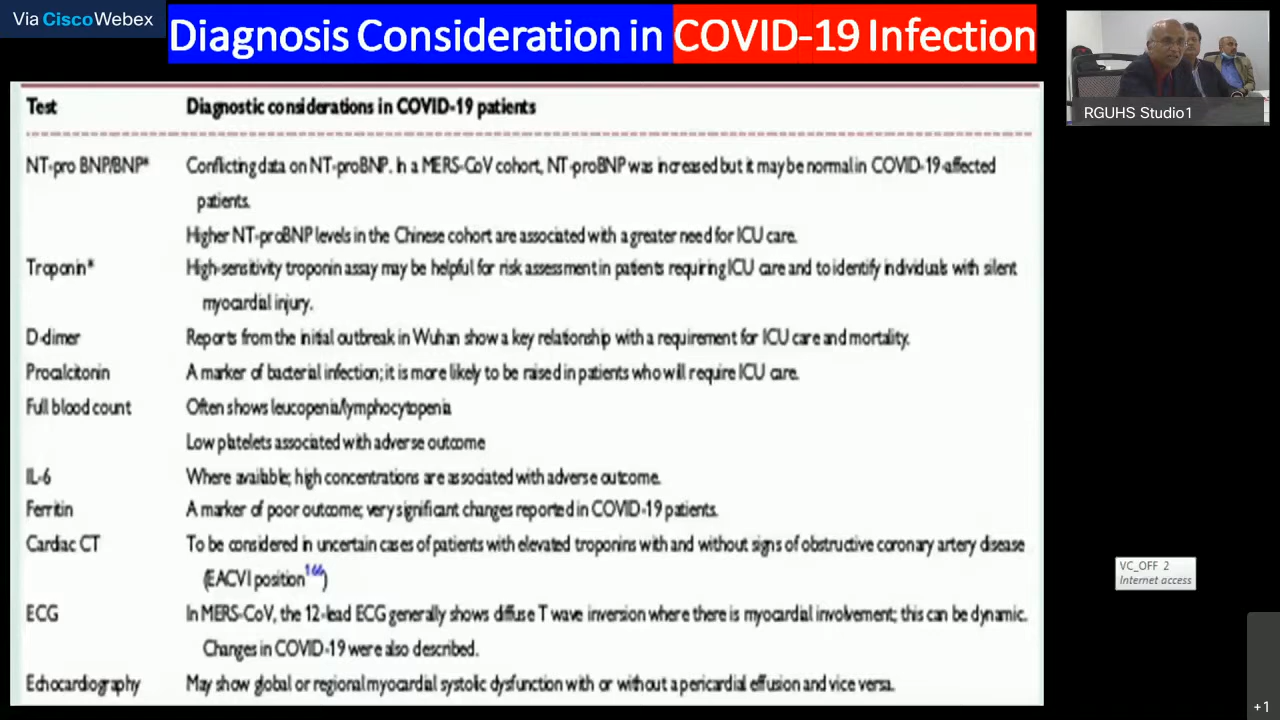 Via Cisco Webex
Diagnosis Consideration in COVID-19 Infection
RGUHS Studio1
Test Diagnostic considerations in COVID-19 patients
NT-pro BNP/BNP* Conflicting data on NT-proBNP. In a MERS-CoV cohort, NT-proBNP was increased but it may be normal in COVID-19-affected
patients.
Higher NT-proBNP levels in the Chinese cohort are associated with a greater need for ICU care.
Troponin* High-sensitivity troponin assay may be helpful for risk assessment in patients requiring ICU care and to identify individuals with silent
myocardial injury.
D-dimer Reports from the initial outbreak in Wuhan show a key relationship with a requirement for ICU care and mortality.
Procalcitonin A marker of bacterial infection; it is more likely to be raised in patients who will require ICU care.
Full blood count Often shows leucopenia/lymphocytopenia
Low platelets associated with adverse outcome
IL-6 Where available; high concentrations are associated with adverse outcome.
Ferritin A marker of poor outcome; very significant changes reported in COVID-19 patients.
Cardiac CT To be considered in uncertain cases of patients with elevated troponins with and without signs of obstructive coronary artery disease
(EACVI position166)
ECG In MERS-CoV, the 12-lead ECG generally shows diffuse T wave inversion where there is myocardial involvement; this can be dynamic.
Changes in COVID-19 were also described.
Echocardiography May show global or regional myocardial systolic dysfunction with or without a pericardial effusion and vice versa.
VC_OFF 2
Internet access
+1